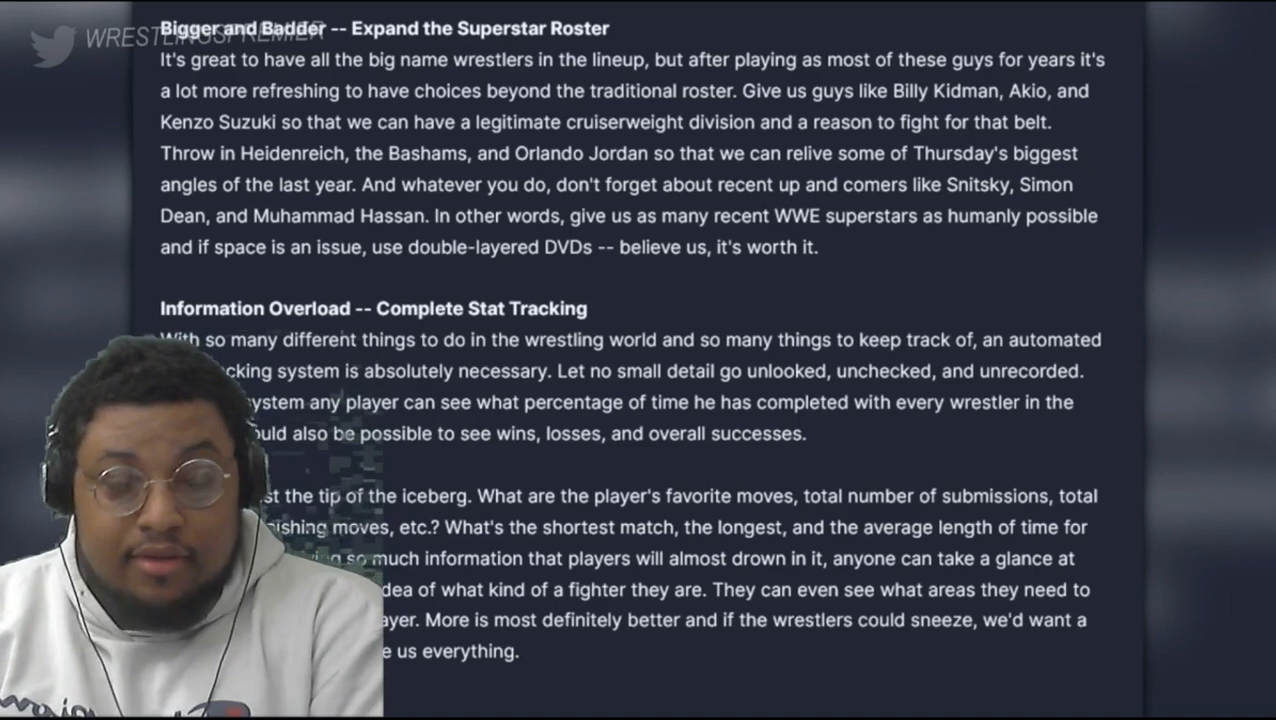 WRESTLINGSPREMIER
Bigger and Badder -- Expand the Superstar Roster
It's great to have all the big name wrestlers in the lineup, but after playing as most of these guys for years it's
a lot more refreshing to have choices beyond the traditional roster. Give us guys like Billy Kidman, Akio, and
Kenzo Suzuki so that we can have a legitimate cruiserweight division and a reason to fight for that belt.
Throw in Heidenreich, the Bashams, and Orlando Jordan so that we can relive some of Thursday's biggest
angles of the last year. And whatever you do, don't forget about recent up and comers like Snitsky, Simon
Dean, and Muhammad Hassan. In other words, give us as many recent WWE superstars as humanly possible
and if space is an issue, use double-layered DVDs -- believe us, it's worth it.
Information Overload -- Complete Stat Tracking
With so many different things to do in the wrestling world and so many things to keep track of, an automated
cking system is absolutely necessary. Let no small detail go unlooked, unchecked, and unrecorded.
ystem any player can see what percentage of time he has completed with every wrestler in the
uld also be possible to see wins, losses, and overall successes.
st the tip of the iceberg. What are the player's favorite moves, total number of submissions, total
ishing moves, etc.? What's the shortest match, the longest, and the average length of time for
so much information that players will almost drown in it, anyone can take a glance at
dea of what kind of a fighter they are. They can even see what areas they need to
ayer. More is most definitely better and if the wrestlers could sneeze, we'd want a
e us everything.